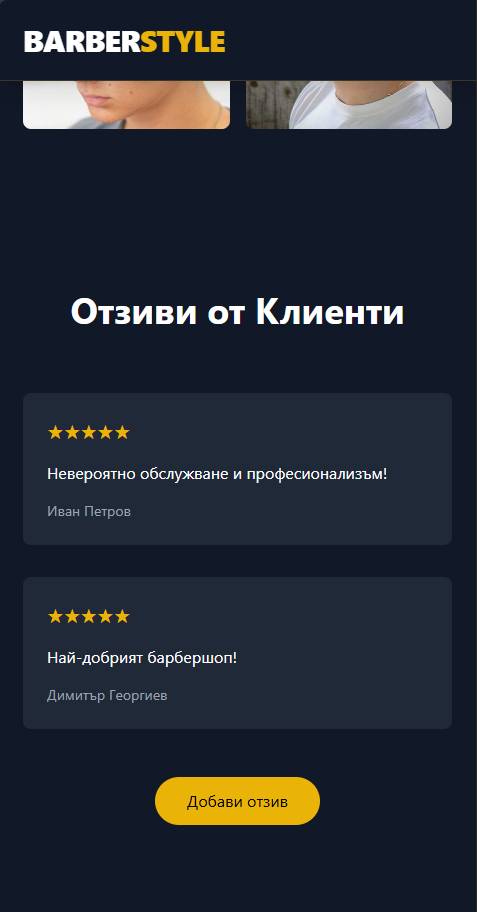 BARBERSTYLE
Отзиви от Клиенти
★★★★★
Невероятно обслужване и професионализъм!
Иван Петров
★★★★★
Най-добрият барбершоп!
Димитър Георгиев
Добави отзив